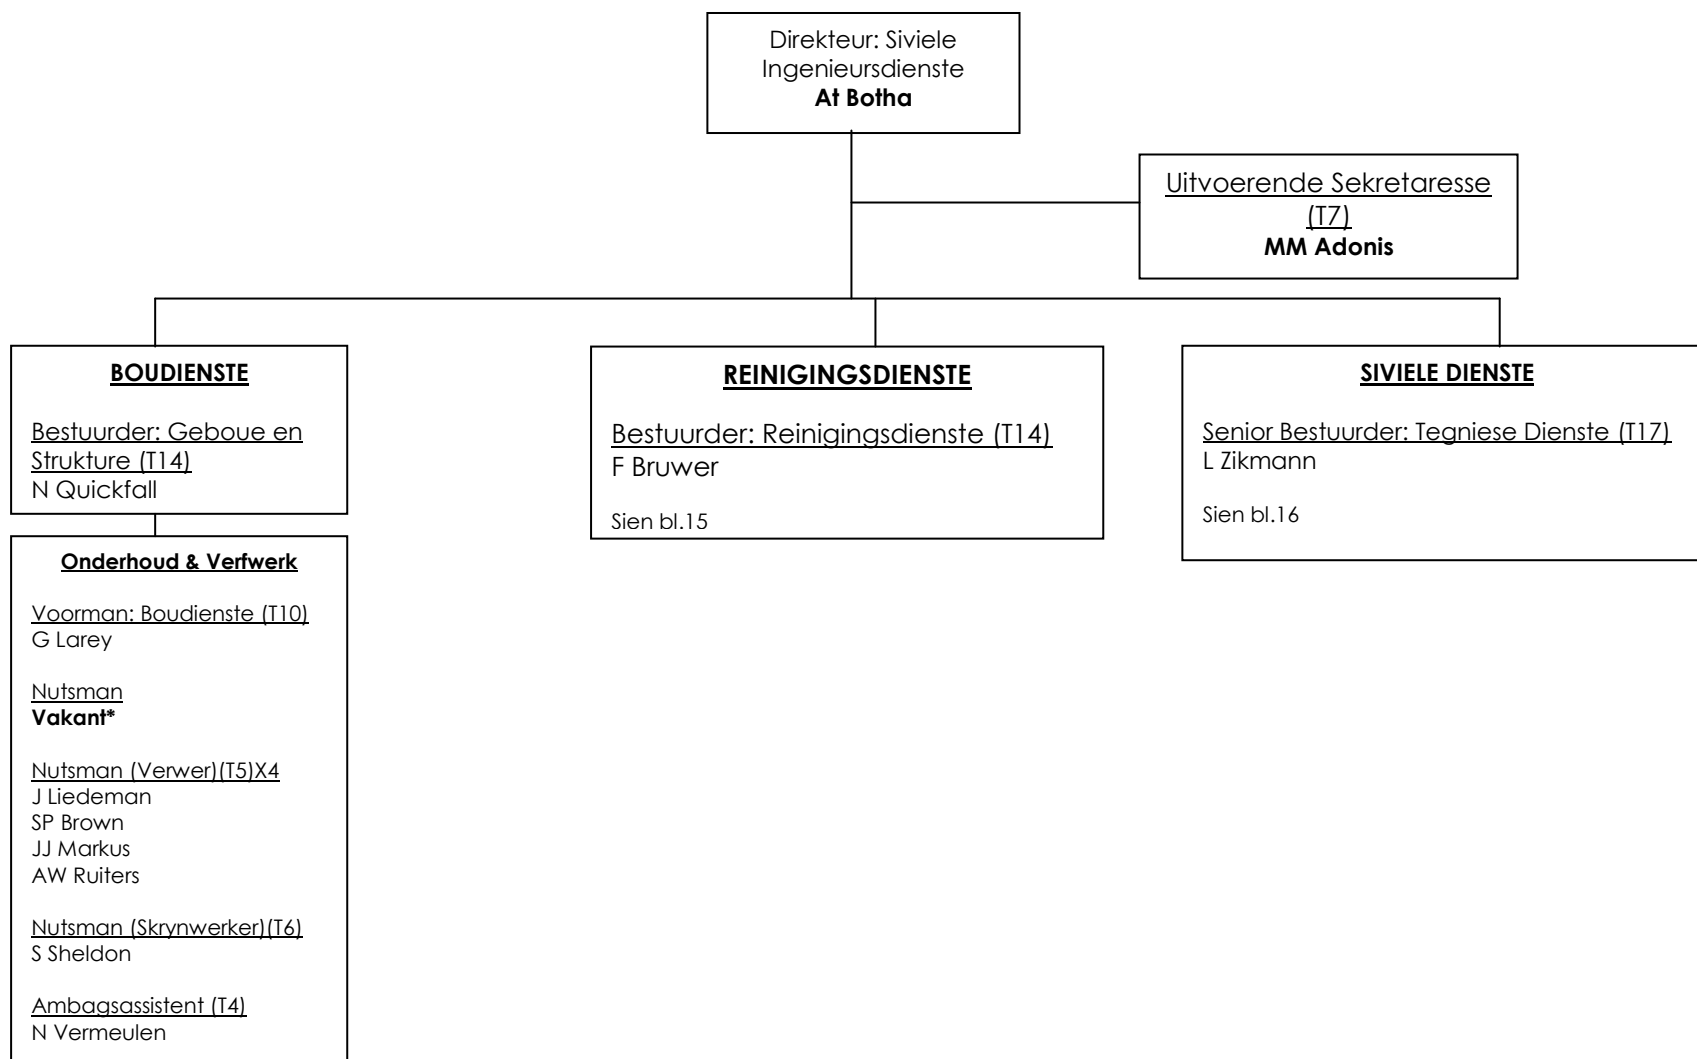 Direkteur: Siviele
Ingenieursdienste
At Botha
Uitvoerende Sekretaresse
(T7)
MM Adonis
BOUDIENSTE
Bestuurder: Geboue en
Strukture (T14)
N Quickfall
REINIGINGSDIENSTE
Bestuurder: Reinigingsdienste (T14)
F Bruwer
Sien bl.15
SIVIELE DIENSTE
Senior Bestuurder: Tegniese Dienste (T17)
L Zikmann
Sien bl.16
Onderhoud & Verfwerk
Voorman: Boudienste (T10)
G Larey
Nutsman
Vakant*
Nutsman (Verwer)(T5)X4
J Liedeman
SP Brown
JJ Markus
AW Ruiters
Nutsman (Skrynwerker)(T6)
S Sheldon
Ambagsassistent (T4)
N Vermeulen